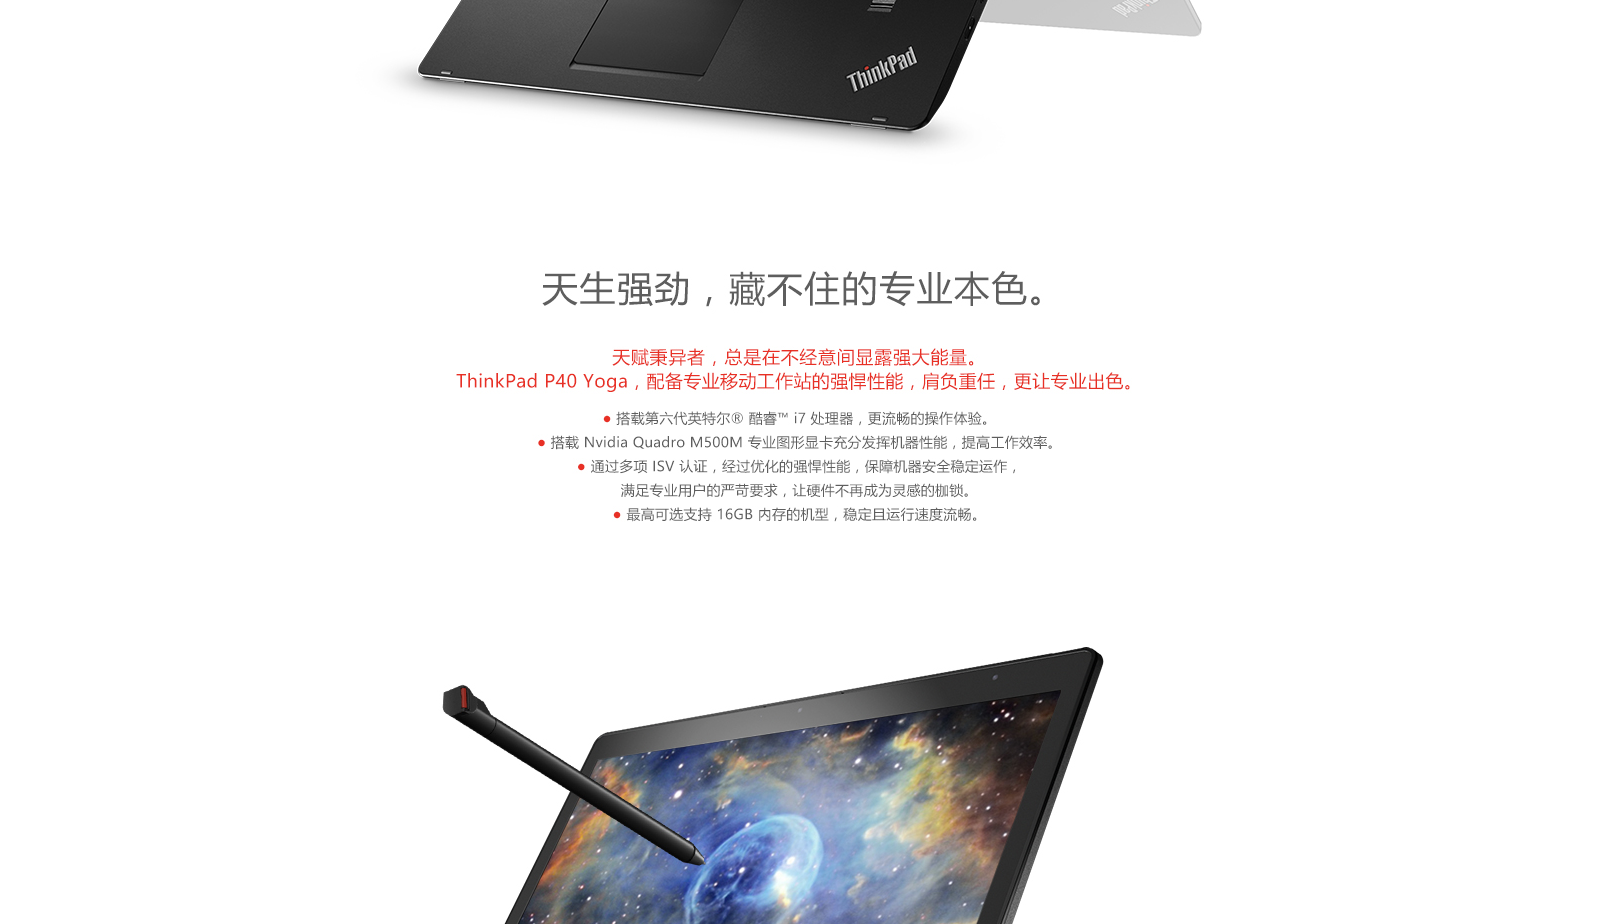 ThinkPad
天生强劲，藏不住的专业本色。
天赋秉异者，总是在不经意间显露强大能量。
ThinkPad P40 Yoga，配备专业移动工作站的强悍性能，肩负重任，更让专业出色。
● 搭载第六代英特尔® 酷睿™ i7 处理器，更流畅的操作体验。
● 搭载 Nvidia Quadro M500M 专业图形显卡充分发挥机器性能，提高工作效率。
● 通过多项 ISV 认证，经过优化的强悍性能，保障机器安全稳定运作，
满足专业用户的严苛要求，让硬件不再成为灵感的枷锁。
● 最高可选支持 16GB 内存的机型，稳定且运行速度流畅。